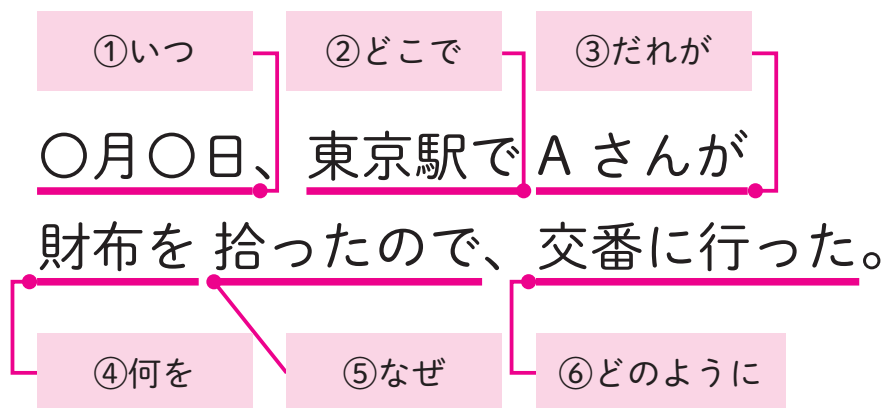 ①いつ ②どこで ③だれが
〇月〇日、東京駅で A さんが
財布を 拾ったので、交番に行った。
④何を ⑤なぜ ⑥どのように